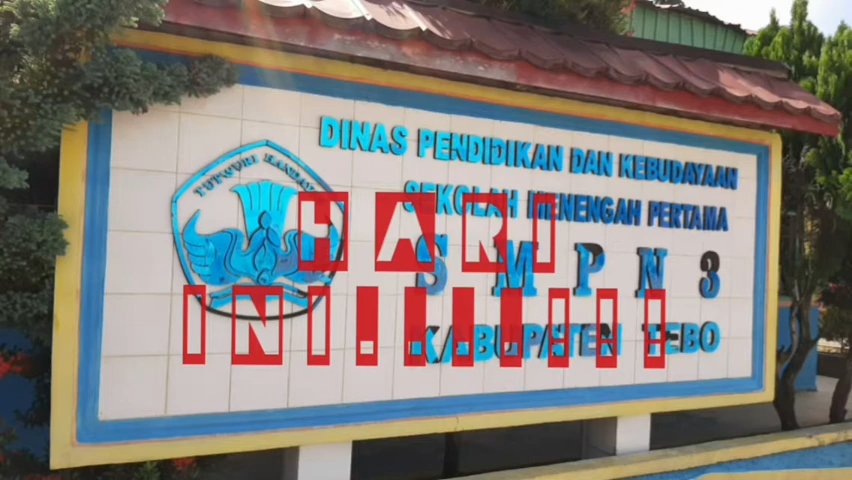 DINAS PENDIDIKAN DAN KEBUDAYAAN
SEKOLAH MENENGAH PERTAMA
SMPN 3
KABUPATEN TEBO
TUT WURI HANDAYANI
HARI
INI.......